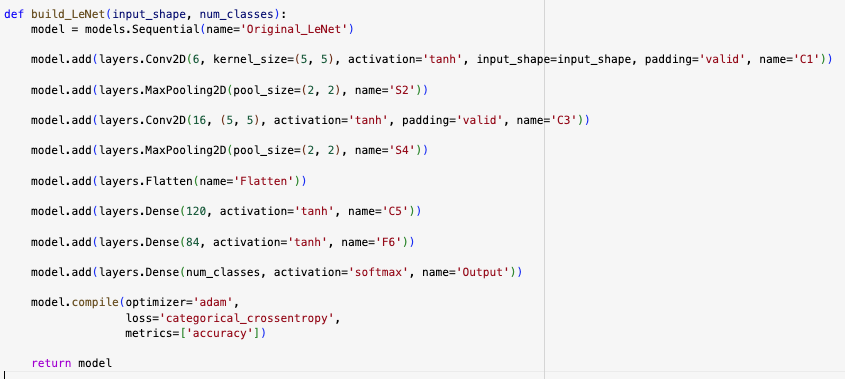 def build_LeNet(input_shape, num_classes):
    model = models.Sequential(name='Original_LeNet')
    model.add(layers.Conv2D(6, kernel_size=(5, 5), activation='tanh', input_shape=input_shape, padding='valid', name='C1'))
    model.add(layers.MaxPooling2D(pool_size=(2, 2), name='S2'))
    model.add(layers.Conv2D(16, (5, 5), activation='tanh', padding='valid', name='C3'))
    model.add(layers.MaxPooling2D(pool_size=(2, 2), name='S4'))
    model.add(layers.Flatten(name='Flatten'))
    model.add(layers.Dense(120, activation='tanh', name='C5'))
    model.add(layers.Dense(84, activation='tanh', name='F6'))
    model.add(layers.Dense(num_classes, activation='softmax', name='Output'))
    model.compile(optimizer='adam',
                  loss='categorical_crossentropy',
                  metrics=['accuracy'])
    return model